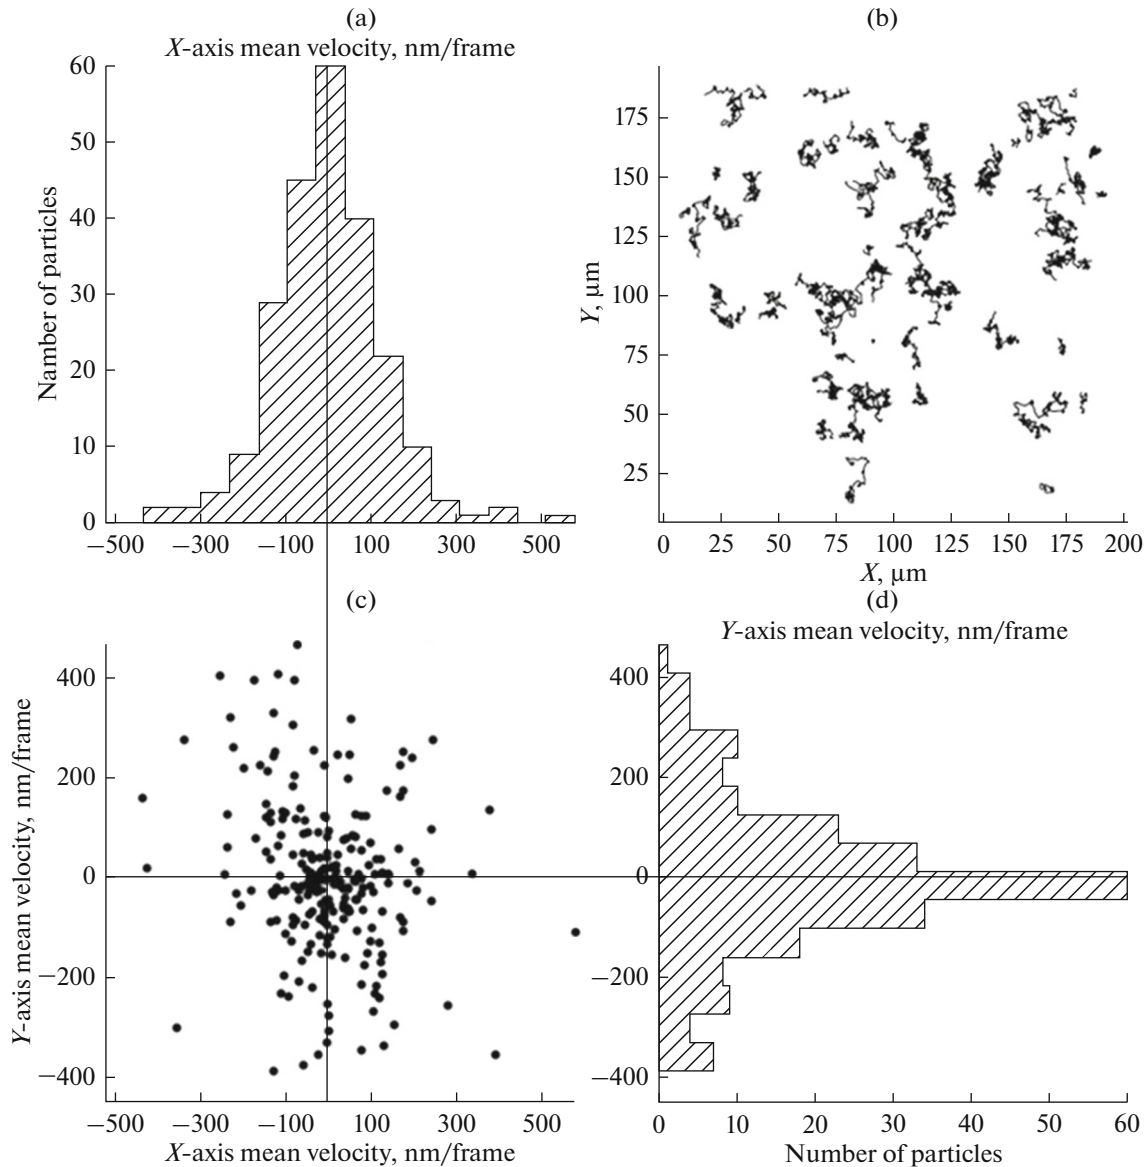 (a)
X-axis mean velocity, nm/frame
60
50
40
30
20
10
0
Namber of particles
−500 −300 −100 100 300 500
(b)
175
150
125
100
75
50
25
Y, μm
0 25 50 75 100 125 150 175 200
X, μm
(c)
400
200
0
−200
−400
Y-axis mean velocity, nm/frame
−500 −300 −100 100 300 500
X-axis mean velocity, nm/frame
(d)
Y-axis mean velocity, nm/frame
400
200
0
−200
−400
0 10 20 30 40 50 60
Number of particles